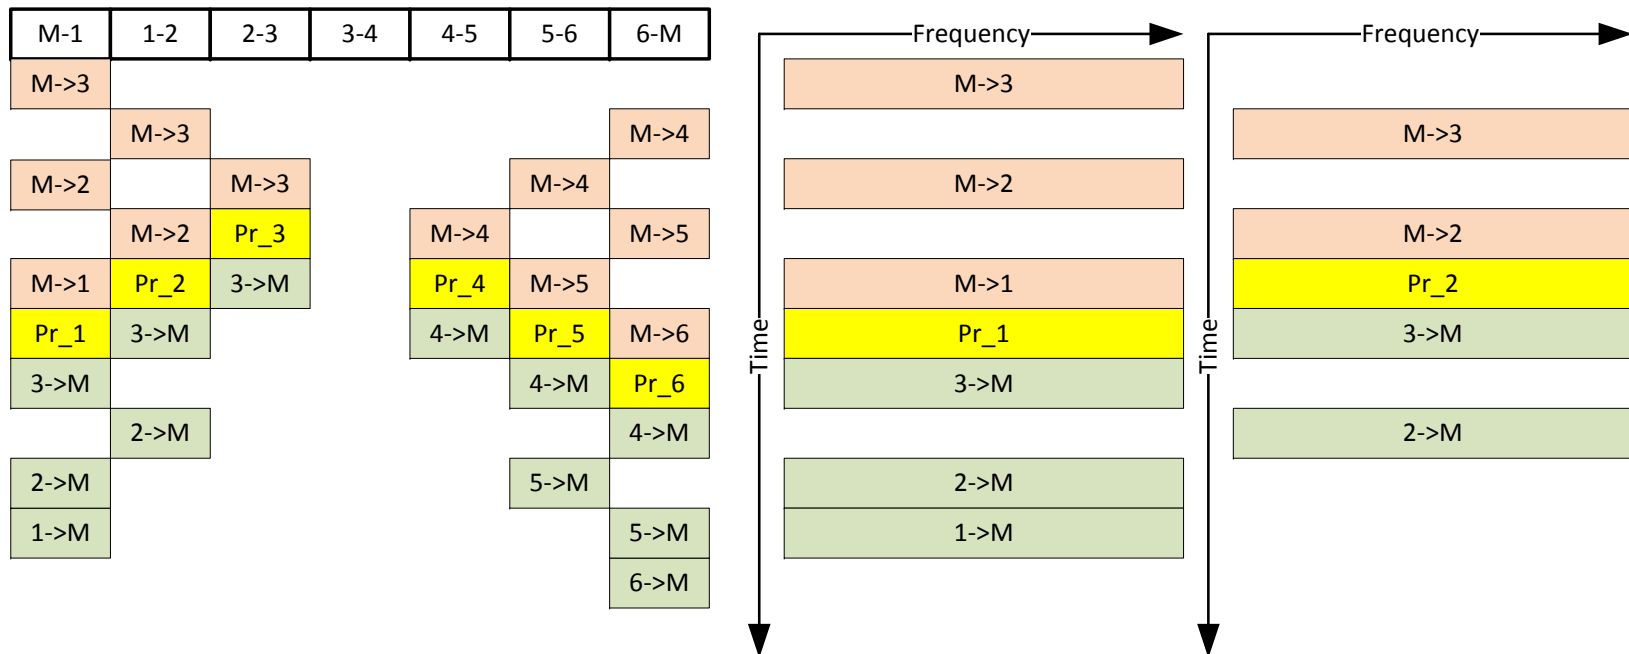 M-1 1-2 2-3 3-4 4-5 5-6 6-M Frequency Frequency
M->3 M->3
M->3 M->4 M->3
M->2 M->3 M->4 M->2
M->2 Pr_3 M->4 M->5 M->2
M->1 Pr_2 3->M Pr_4 M->5 M->1 Pr_2
Pr_1 3->M 4->M Pr_5 M->6 Time Pr_1 Time 3->M
3->M 4->M Pr_6 3->M
2->M 4->M 2->M
2->M 5->M 2->M
1->M 5->M 1->M
6->M